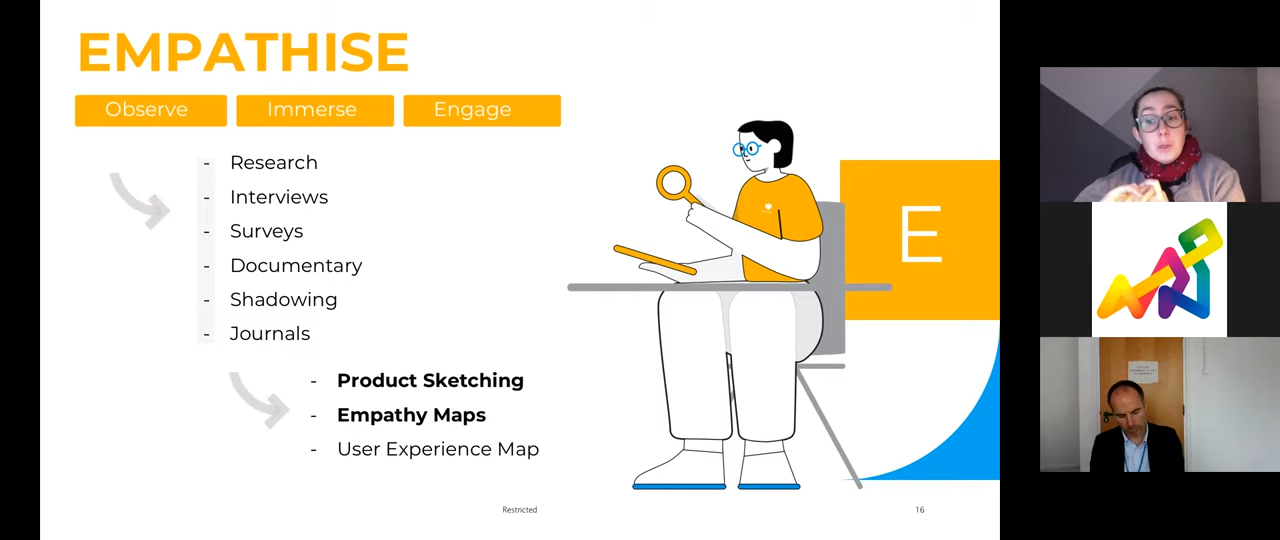 EMPATHISE
Observe
Immerse
Engage
- Research
- Interviews
- Surveys
- Documentary
- Shadowing
- Journals
- Product Sketching
- Empathy Maps
- User Experience Map
E
Restricted
16